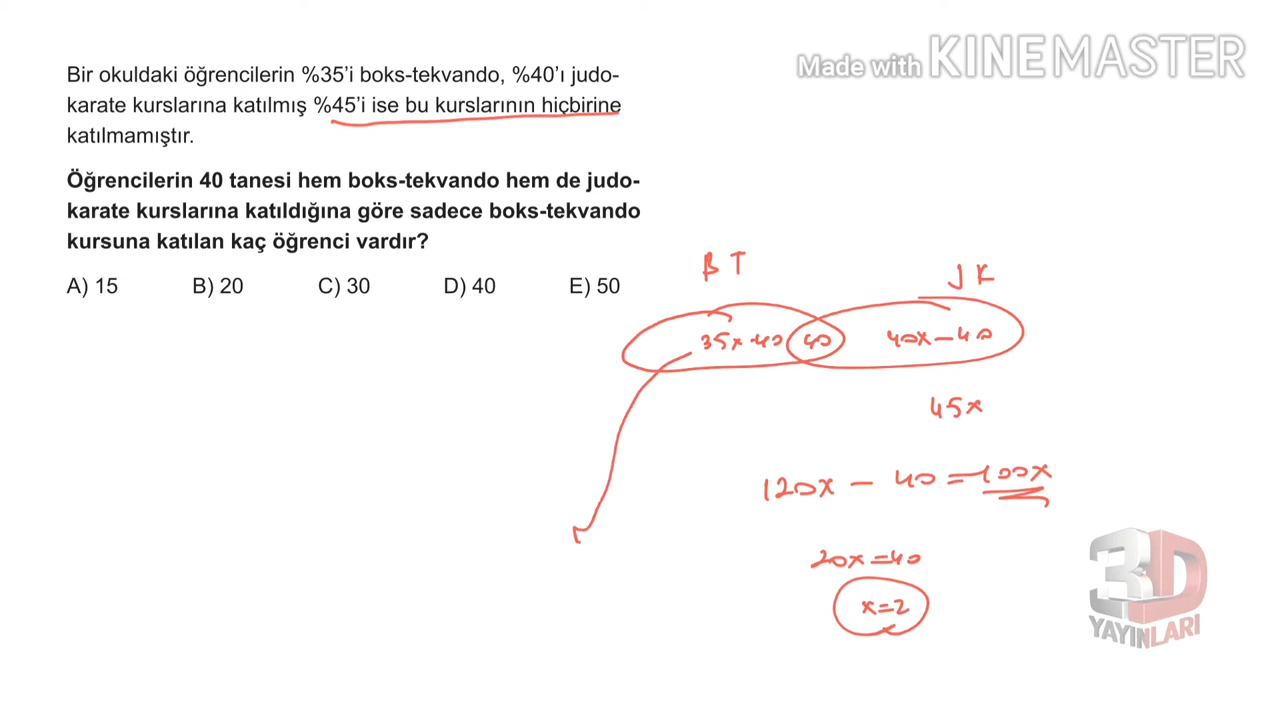 Made with KINEMASTER
Bir okuldaki öğrencilerin %35'i boks-tekvando, %40'ı judo-
karate kurslarına katılmış %45'i ise bu kurslarının hiçbirine
katılmamıştır.
Öğrencilerin 40 tanesi hem boks-tekvando hem de judo-
karate kurslarına katıldığına göre sadece boks-tekvando
kursuna katılan kaç öğrenci vardır?
A) 15 B) 20 C) 30 D) 40 E) 50
BT JK
35x-40 40 40x-40
45x
120x - 40 = 100x
20x=40
x=2
3D
YAYINLARI